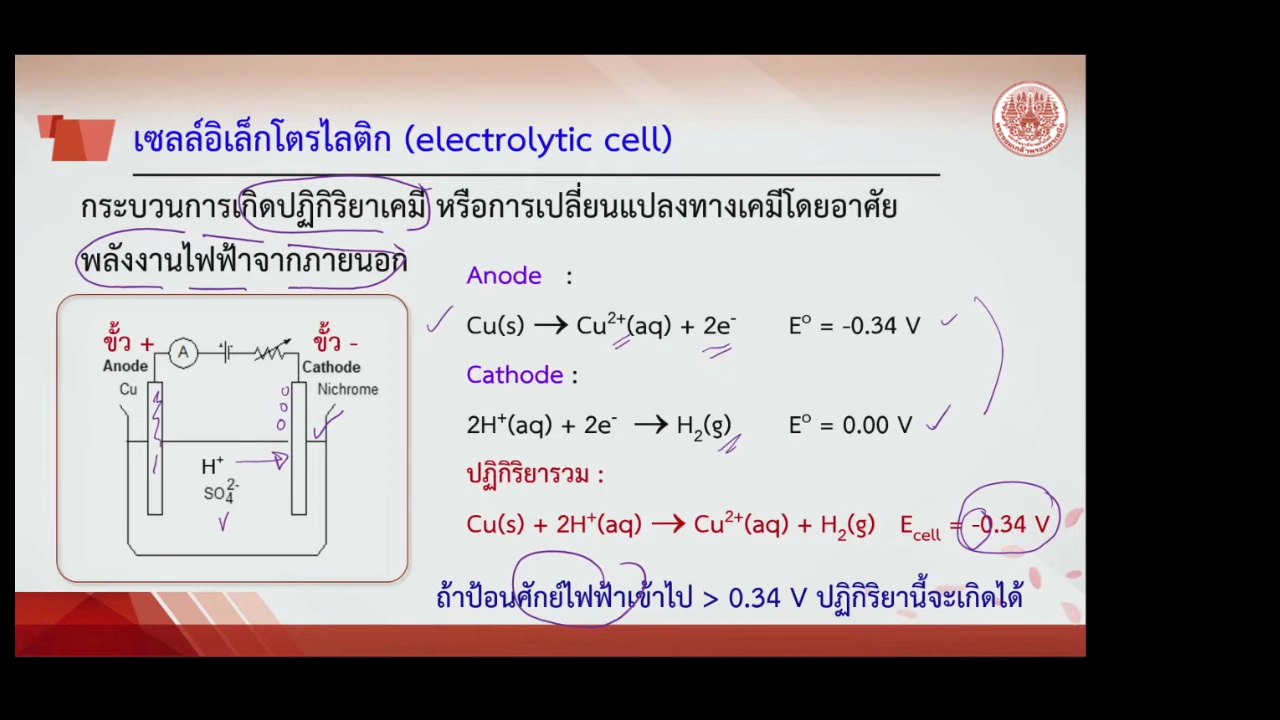 เซลล์อิเล็กโตรไลติก (electrolytic cell)
กระบวนการเกิดปฏิกิริยาเคมี หรือการเปลี่ยนแปลงทางเคมีโดยอาศัย
พลังงานไฟฟ้าจากภายนอก
Anode :
Cu(s) → Cu²⁺(aq) + 2e⁻ E° = -0.34 V
Cathode :
2H⁺(aq) + 2e⁻ → H₂(g) E° = 0.00 V
ปฏิกิริยารวม :
Cu(s) + 2H⁺(aq) → Cu²⁺(aq) + H₂(g) E_cell = -0.34 V
ถ้าป้อนศักย์ไฟฟ้าเข้าไป > 0.34 V ปฏิกิริยานี้จะเกิดได้
ขั้ว + ขั้ว -
A
Anode Cathode
Cu Nichrome
H⁺
SO₄²⁻